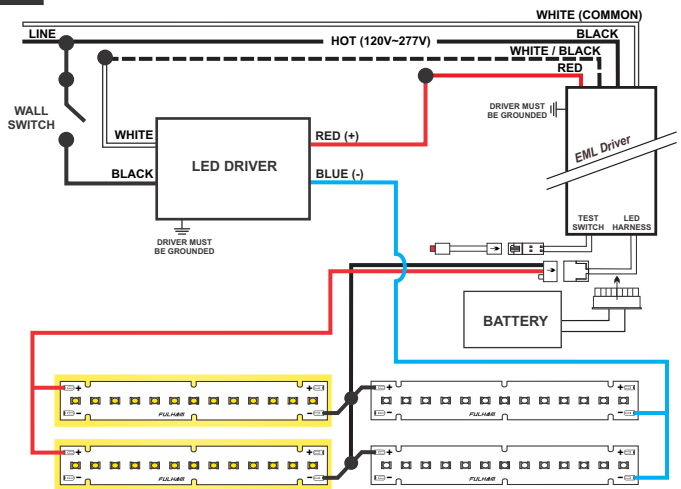 WHITE (COMMON)
LINE
BLACK
HOT (120V~277V)
WHITE / BLACK
RED
WALL
SWITCH
DRIVER MUST
BE GROUNDED
EML Driver
WHITE
RED (+)
LED DRIVER
BLACK
BLUE (-)
TEST
SWITCH
LED
HARNESS
DRIVER MUST
BE GROUNDED
BATTERY
+ + + +
FULHAM FULHAM
- - - -
+ + + +
FULHAM FULHAM
- - - -